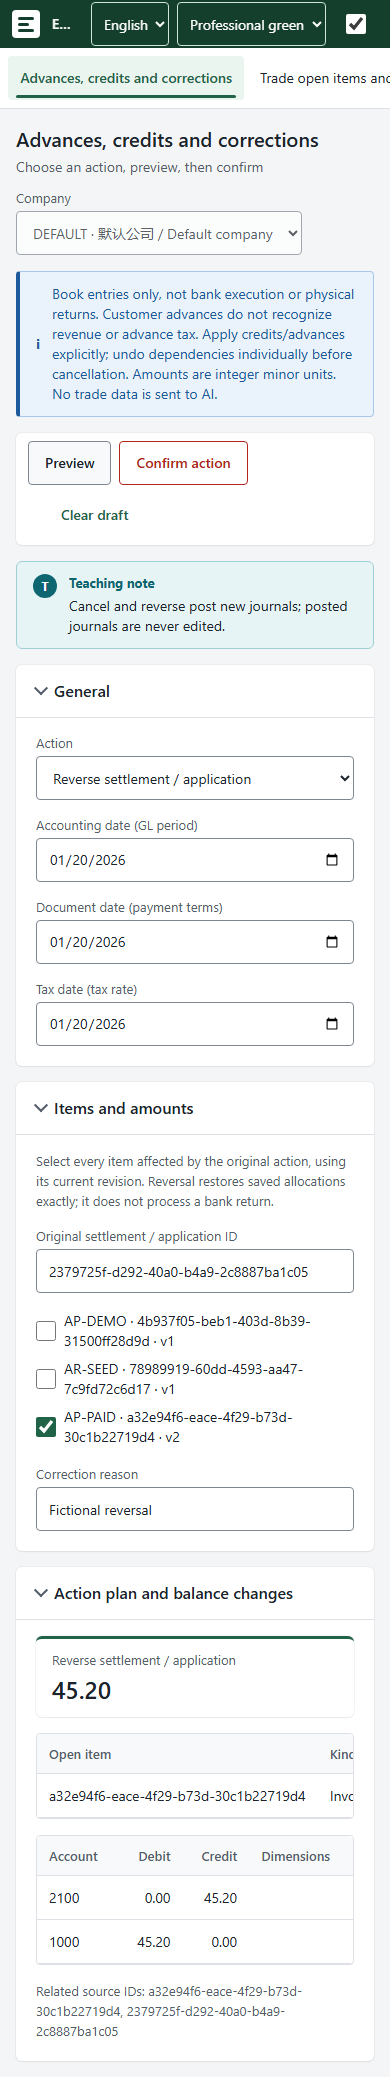 E...
English
Professional green
Advances, credits and corrections
Trade open items and
Advances, credits and corrections
Choose an action, preview, then confirm
Company
DEFAULT · 默认公司 / Default company
i
Book entries only, not bank execution or physical
returns. Customer advances do not recognize
revenue or advance tax. Apply credits/advances
explicitly; undo dependencies individually before
cancellation. Amounts are integer minor units.
No trade data is sent to AI.
Preview
Confirm action
Clear draft
T
Teaching note
Cancel and reverse post new journals; posted
journals are never edited.
General
Action
Reverse settlement / application
Accounting date (GL period)
01/20/2026
Document date (payment terms)
01/20/2026
Tax date (tax rate)
01/20/2026
Items and amounts
Select every item affected by the original action, using
its current revision. Reversal restores saved allocations
exactly; it does not process a bank return.
Original settlement / application ID
2379725f-d292-40a0-b4a9-2c8887ba1c05
AP-DEMO · 4b937f05-beb1-403d-8b39-
31500ff28d9d · v1
AR-SEED · 78989919-60dd-4593-aa47-
7c9fd72c6d17 · v1
AP-PAID · a32e94f6-eace-4f29-b73d-
30c1b22719d4 · v2
Correction reason
Fictional reversal
Action plan and balance changes
Reverse settlement / application
45.20
Open item Kind
a32e94f6-eace-4f29-b73d-30c1b22719d4 Invo
Account Debit Credit Dimensions
2100 0.00 45.20
1000 45.20 0.00
Related source IDs: a32e94f6-eace-4f29-b73d-
30c1b22719d4, 2379725f-d292-40a0-b4a9-
2c8887ba1c05